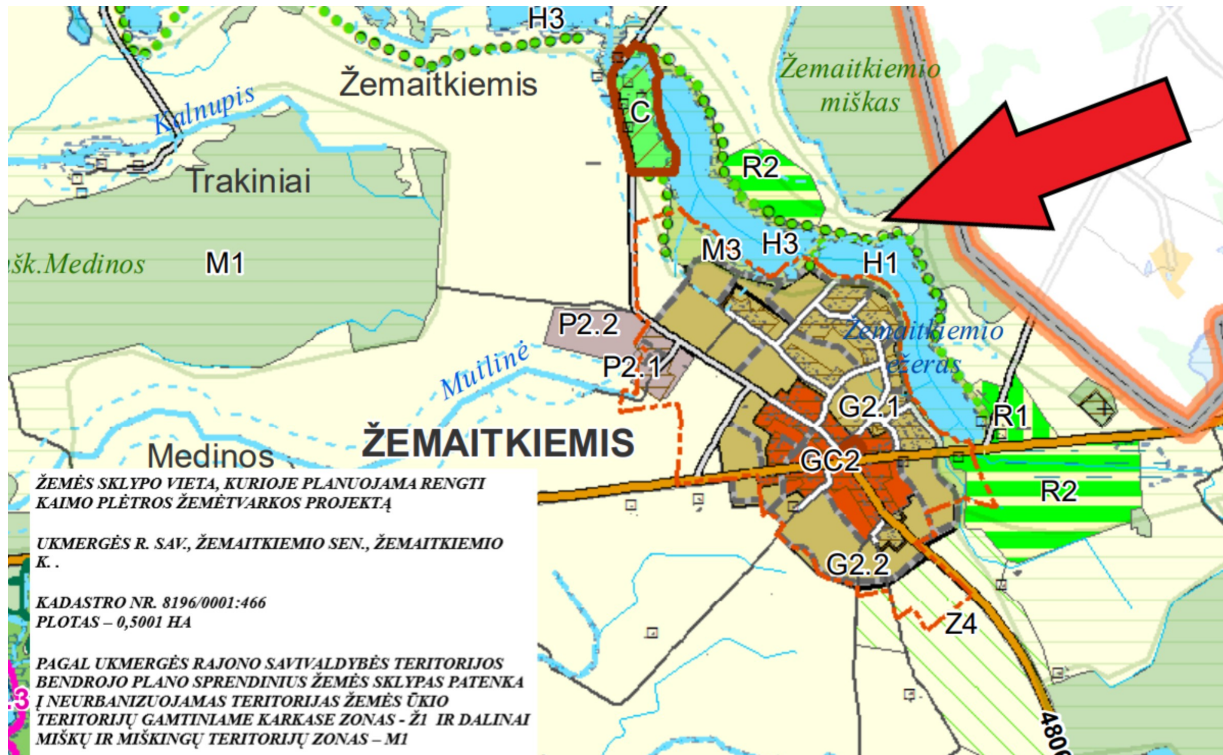 H3
Žemaitkiemis
Žemaitkiemio
miškas
Kalnupis
C
R2
Trakiniai
šk.Medinos
M1
M3
H3
H1
P2.2
P2.1
Žemaitkiemio
ežeras
Muilinė
G2.1
R1
ŽEMAITKIEMIS
GC2
Medinos
R2
G2.2
Z4
480
3
ŽEMĖS SKLYPO VIETA, KURIOJE PLANUOJAMA RENGTI
KAIMO PLĖTROS ŽEMĖTVARKOS PROJEKTĄ
UKMERGĖS R. SAV., ŽEMAITKIEMIO SEN., ŽEMAITKIEMIO
K. .
KADASTRO NR. 8196/0001:466
PLOTAS – 0,5001 HA
PAGAL UKMERGĖS RAJONO SAVIVALDYBĖS TERITORIJOS
BENDROJO PLANO SPRENDINIUS ŽEMĖS SKLYPAS PATENKA
Į NEURBANIZUOJAMAS TERITORIJAS ŽEMĖS ŪKIO
TERITORIJŲ GAMTINIAME KARKASE ZONAS - Ž1 IR DALINAI
MIŠKŲ IR MIŠKINGŲ TERITORIJŲ ZONAS – M1